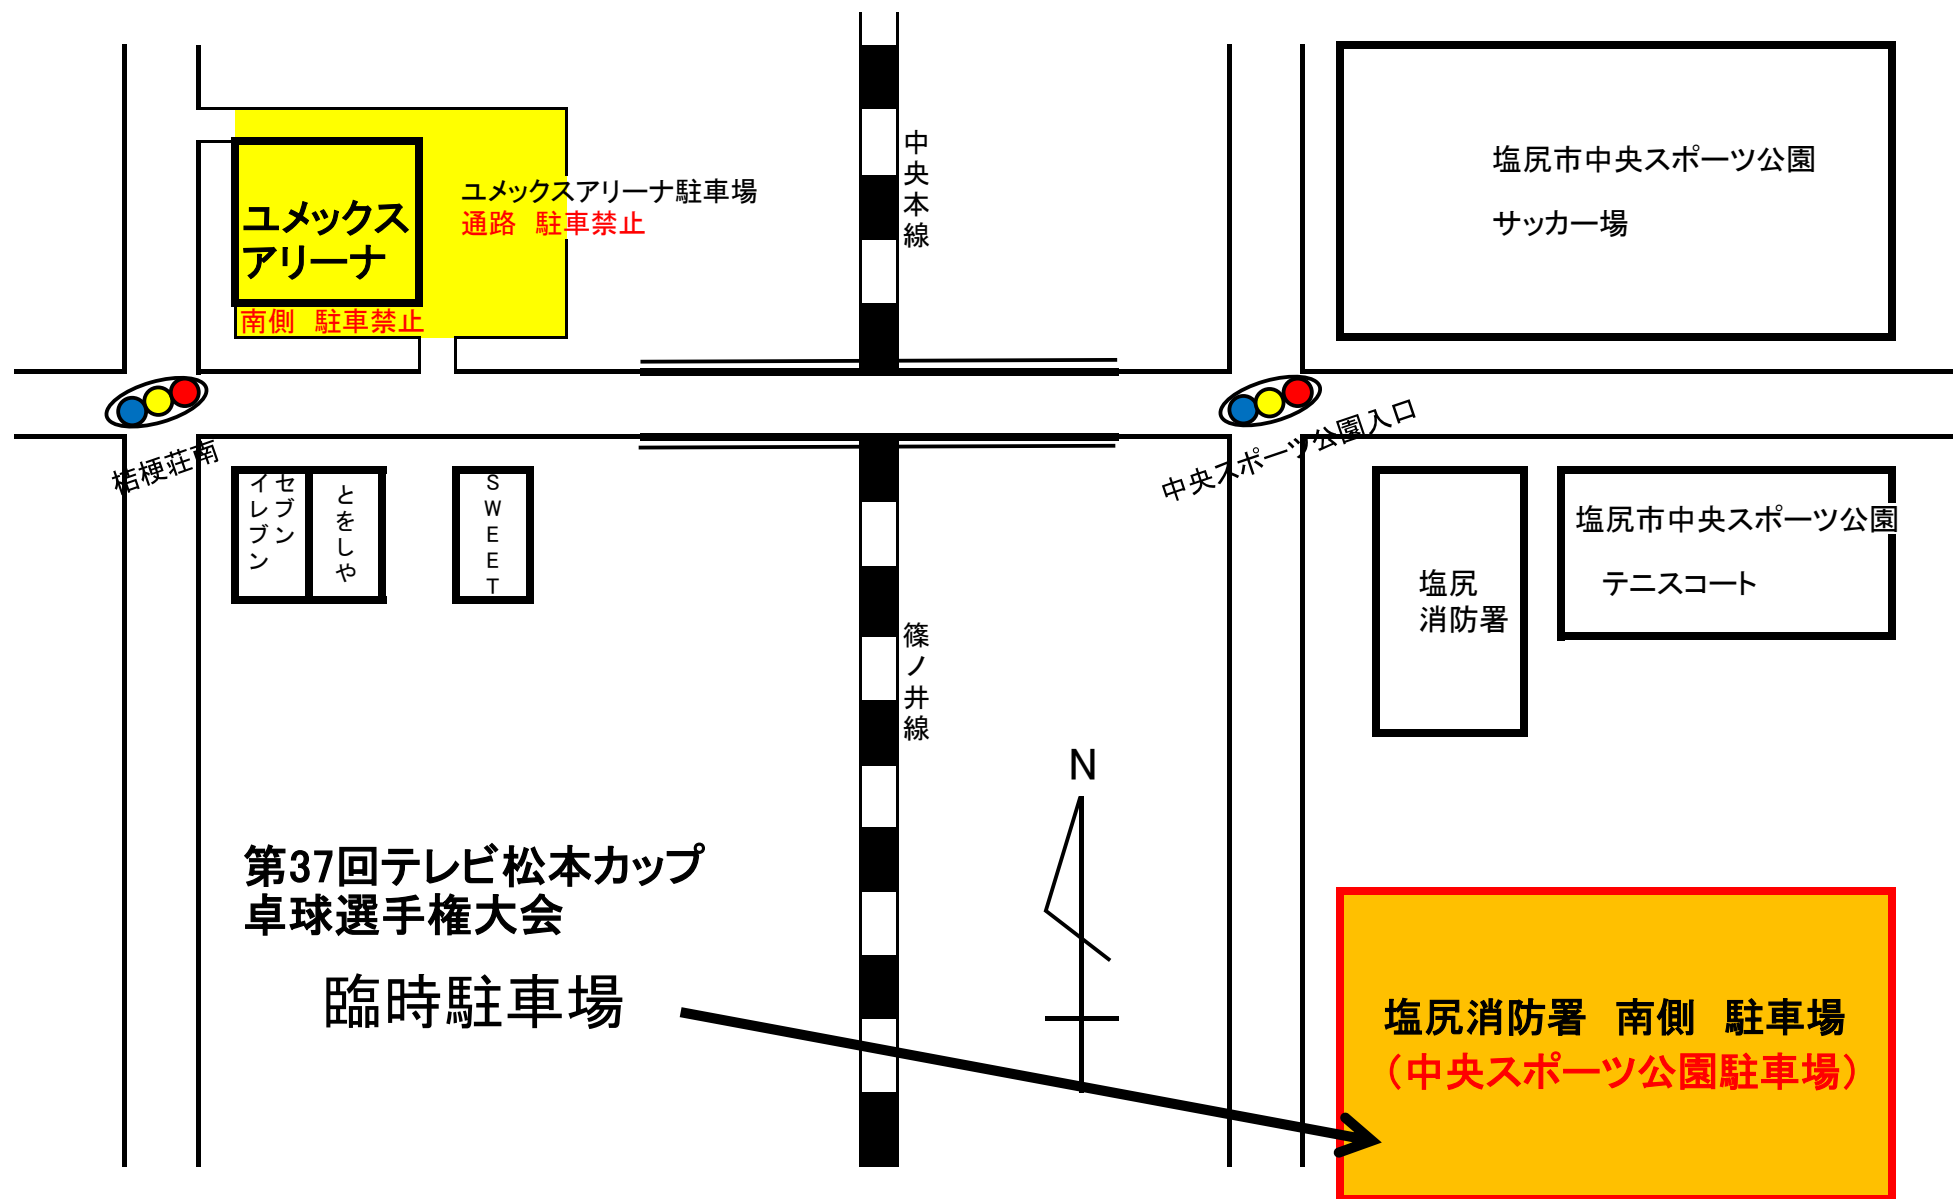 中央本線
塩尻市中央スポーツ公園
サッカー場
ユメックスアリーナ駐車場
通路　駐車禁止
ユメックス
アリーナ
南側　駐車禁止
桔梗荘南
中央スポーツ公園入口
セブン
イレブン
とをしや
SWEET
塩尻市中央スポーツ公園
テニスコート
塩尻
消防署
篠ノ井線
N
第37回テレビ松本カップ
卓球選手権大会
臨時駐車場
塩尻消防署　南側　駐車場
（中央スポーツ公園駐車場）